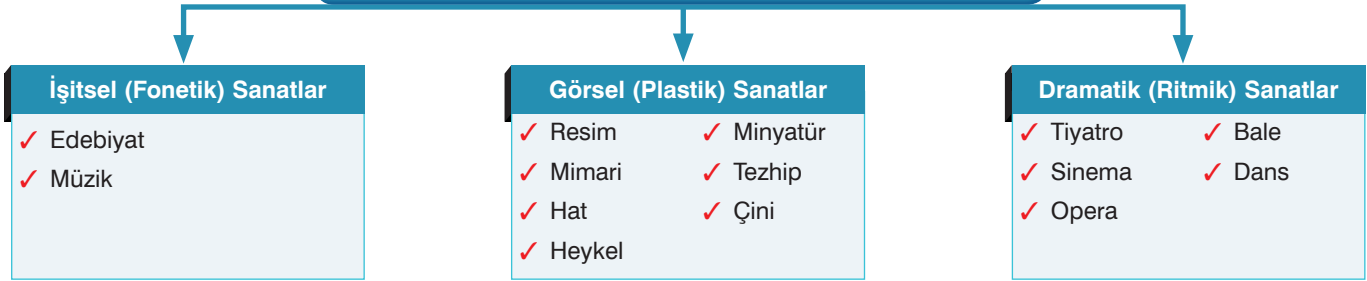 İşitsel (Fonetik) Sanatlar
✓ Edebiyat
✓ Müzik
Görsel (Plastik) Sanatlar
✓ Resim
✓ Mimari
✓ Hat
✓ Heykel
✓ Minyatür
✓ Tezhip
✓ Çini
Dramatik (Ritmik) Sanatlar
✓ Tiyatro
✓ Sinema
✓ Opera
✓ Bale
✓ Dans